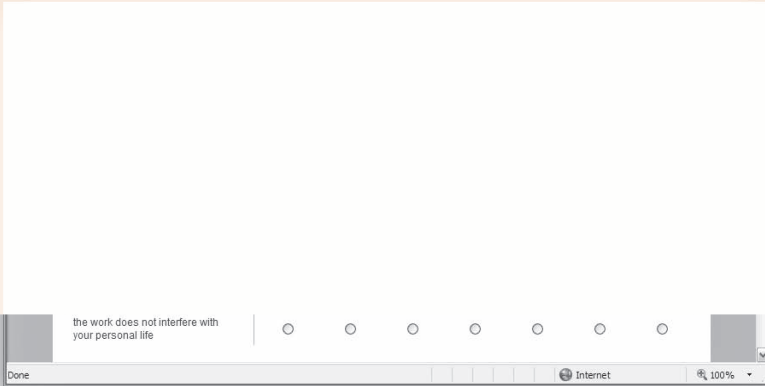 the work does not interfere with
your personal life
Done
Internet
100%